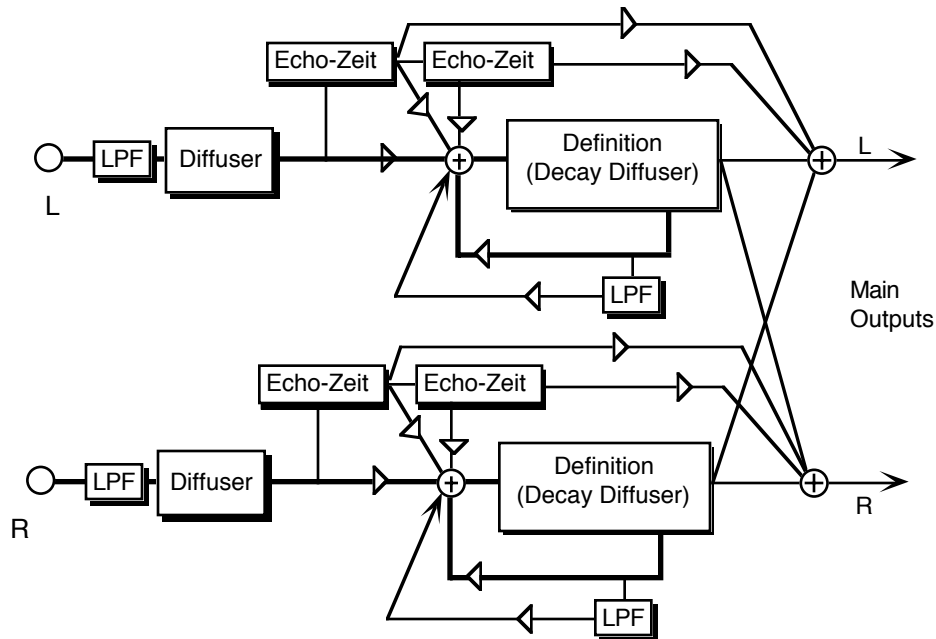 Echo-Zeit
Echo-Zeit
LPF
Diffuser
Definition
(Decay Diffuser)
L
L
LPF
Main
Outputs
Echo-Zeit
Echo-Zeit
LPF
Diffuser
Definition
(Decay Diffuser)
R
R
LPF